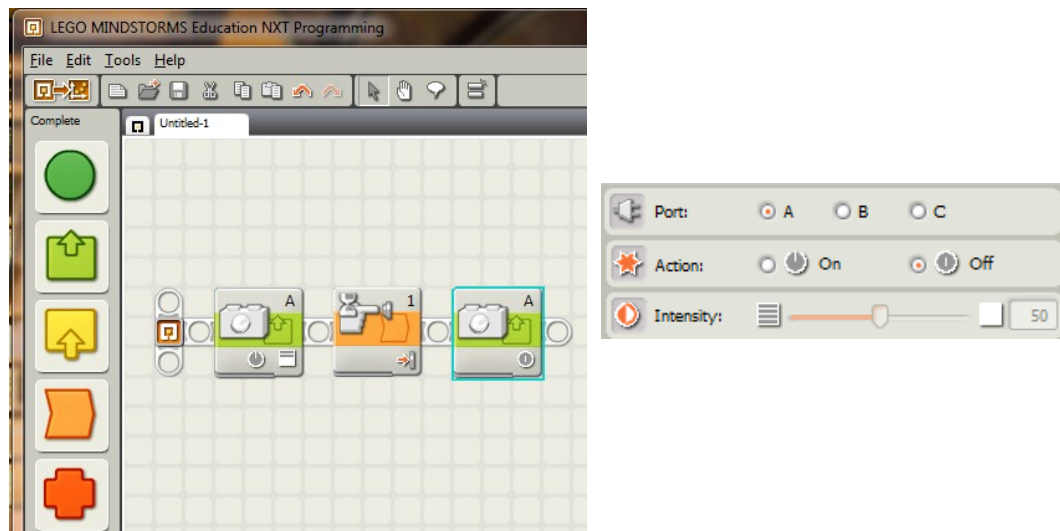 LEGO MINDSTORMS Education NXT Programming
File Edit Tools Help
Complete
Untitled-1
A 1 A
Port: A B C
Action: On Off
Intensity: 50